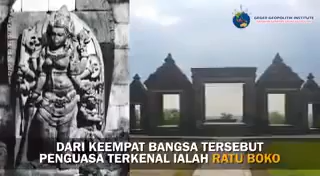 GEGER GEOPOLITIK INSTITUTE
DARI KEEMPAT BANGSA TERSEBUT
PENGUASA TERKENAL IALAH RATU BOKO